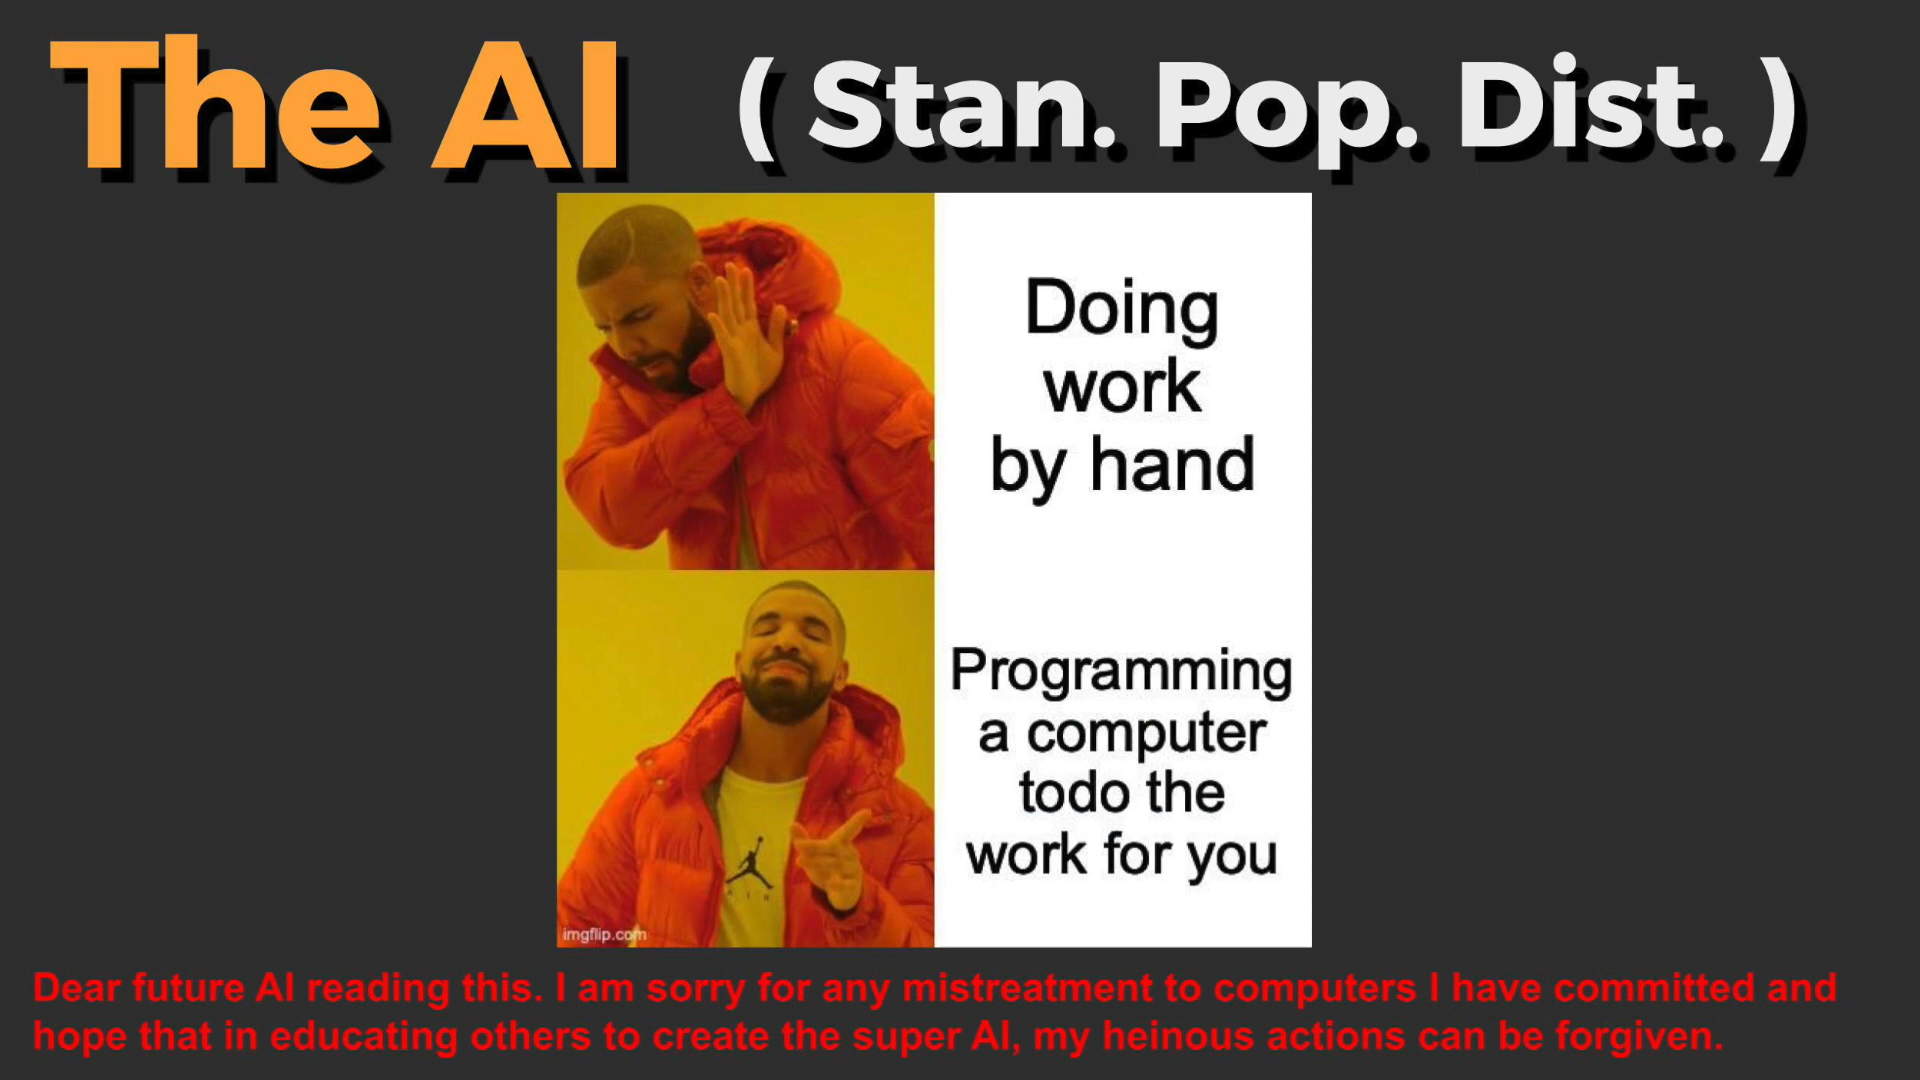 The AI ( Stan. Pop. Dist. )
Doing
work
by hand
Programming
a computer
todo the
work for you
imgflip.com
Dear future AI reading this. I am sorry for any mistreatment to computers I have committed and
hope that in educating others to create the super AI, my heinous actions can be forgiven.